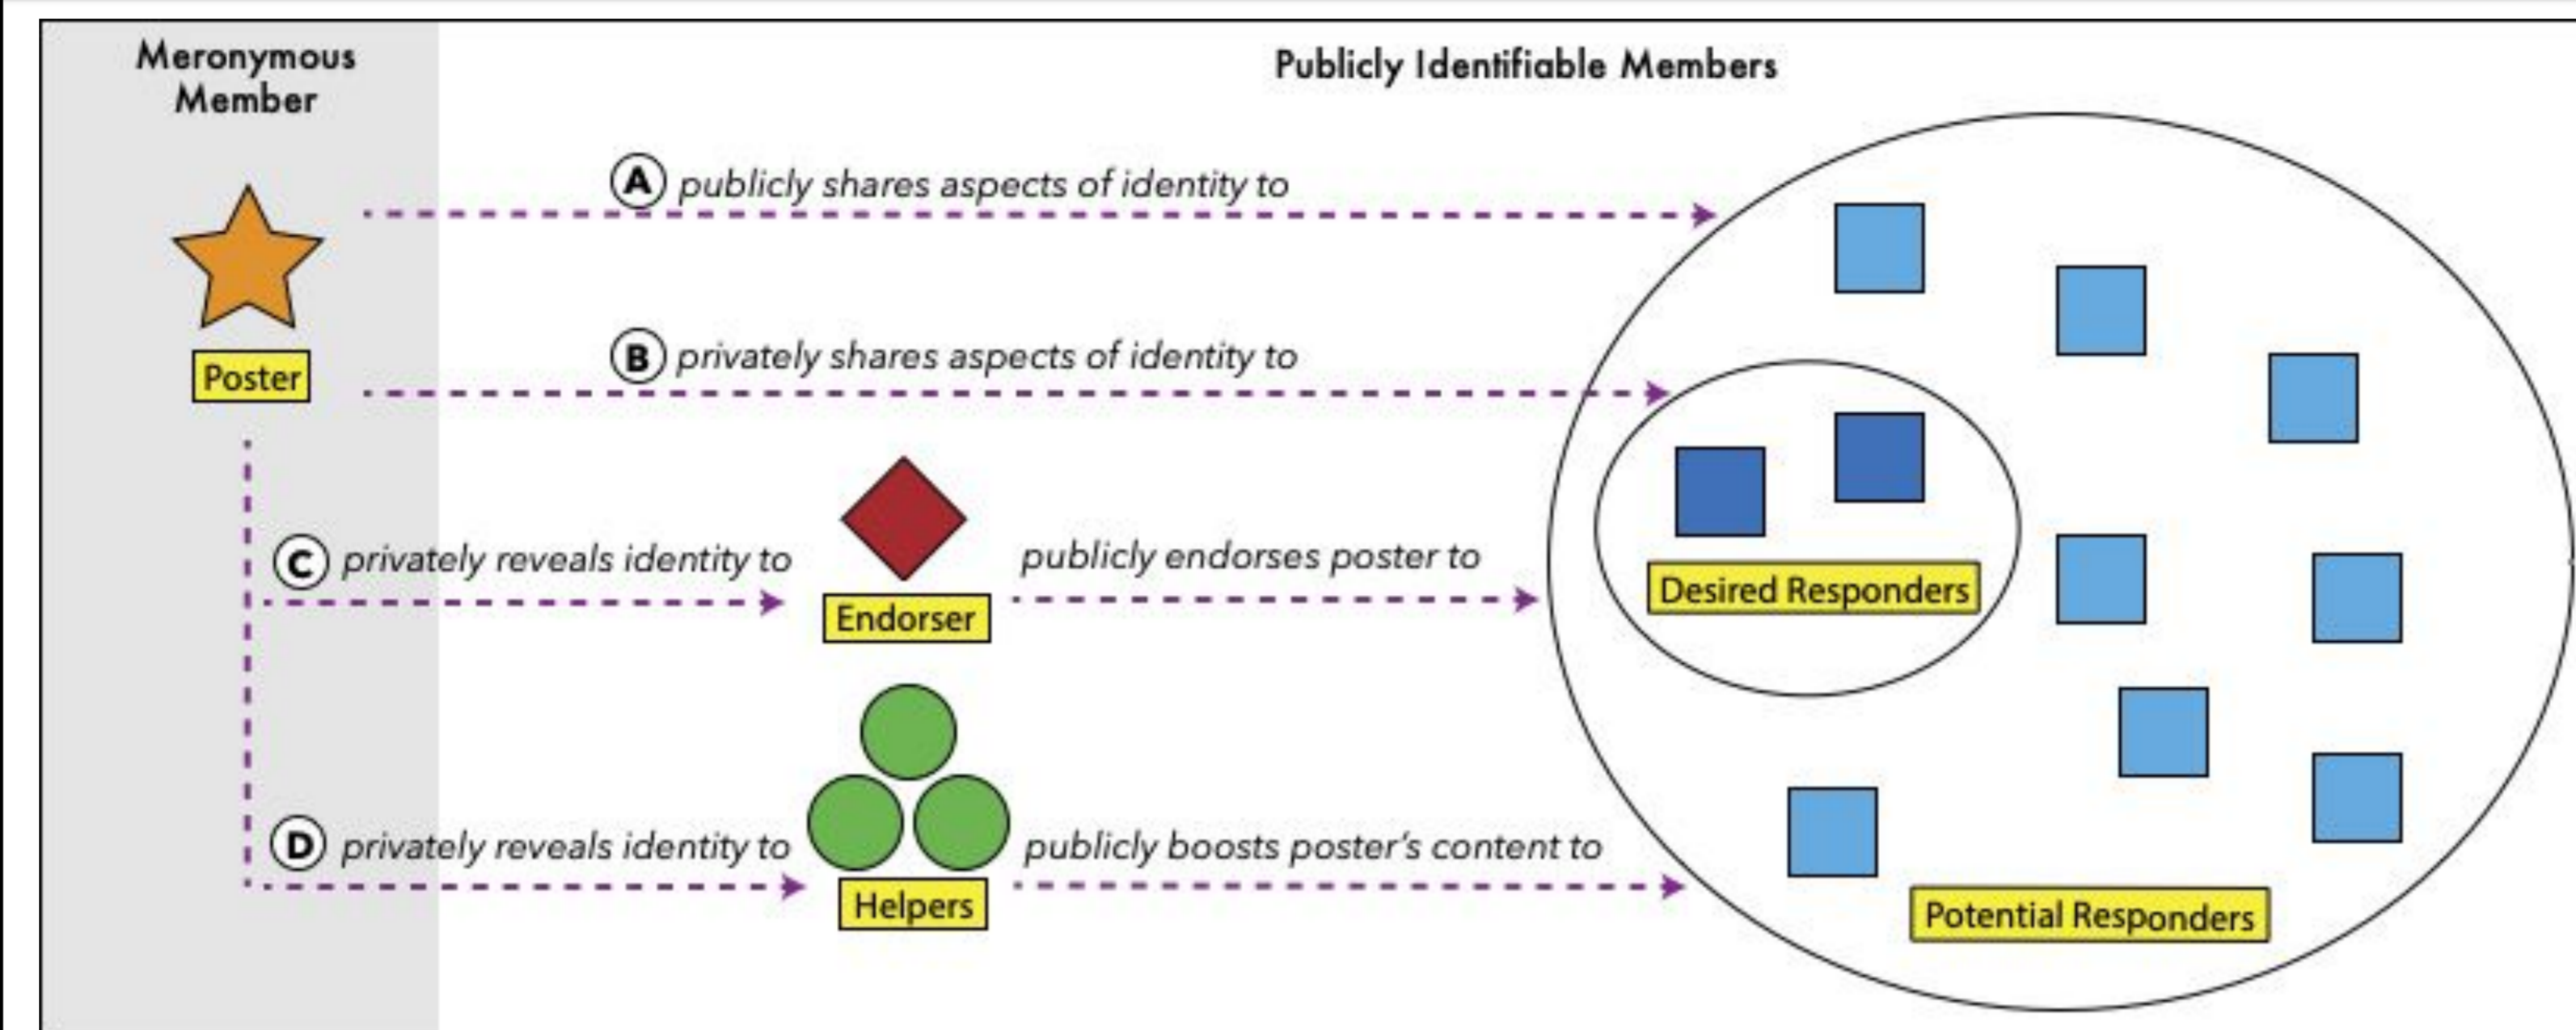 Meronymous
Member
Publicly Identifiable Members
A publicly shares aspects of identity to
Poster
B privately shares aspects of identity to
C privately reveals identity to
Endorser
publicly endorses poster to
Desired Responders
D privately reveals identity to
Helpers
publicly boosts poster's content to
Potential Responders